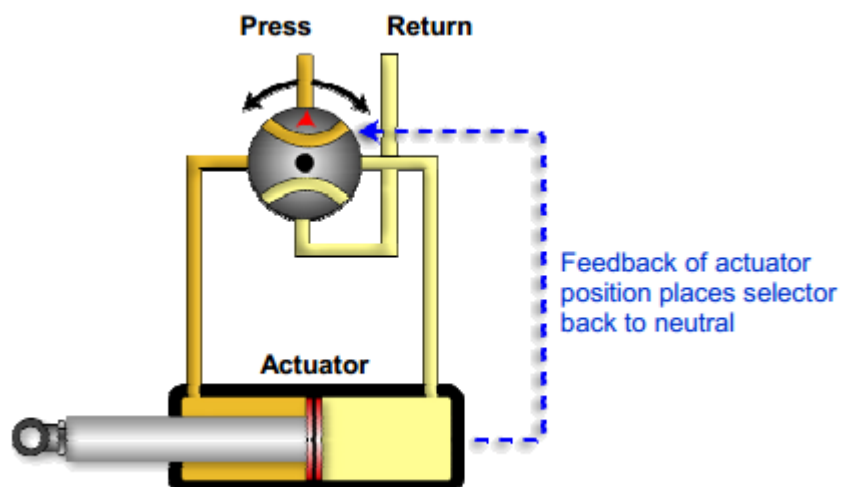 Press Return
Feedback of actuator
position places selector
back to neutral
Actuator